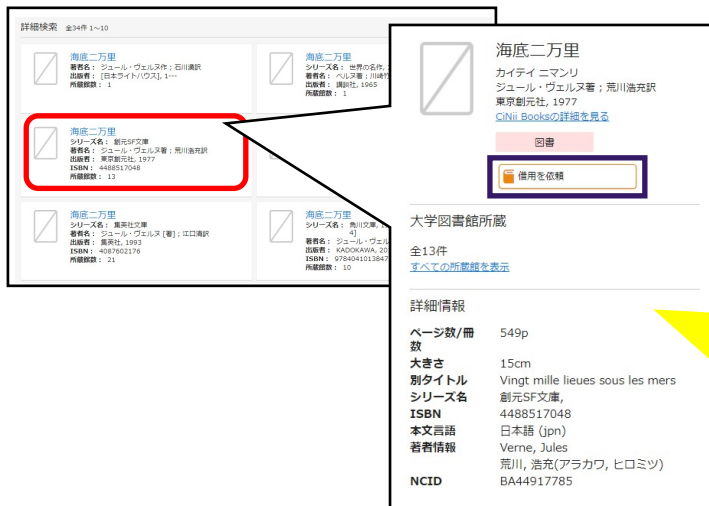 詳細検索 全34件 1～10
海底二万里
著者名： ジュール・ヴェルヌ作 ; 石川湧訳
出版者： [日本ライトハウス], 1---
所蔵館数： 1
海底二万里
シリーズ名： 世界の名作,
著者名： ベルヌ著 ; 川崎竹
出版者： 講談社, 1965
所蔵館数： 1
海底二万里
シリーズ名： 創元SF文庫
著者名： ジュール・ヴェルヌ著 ; 荒川浩充訳
出版者： 東京創元社, 1977
ISBN： 4488517048
所蔵館数： 13
海底二万里
シリーズ名： 集英社文庫
著者名： ジュール・ヴェルヌ [著] ; 江口清訳
出版者： 集英社, 1993
ISBN： 4087602176
所蔵館数： 21
海底二万里
シリーズ名： 角川文庫,
4]
著者名： ジュール・ヴェル
出版者： KADOKAWA, 20
ISBN： 9784041013847
所蔵館数： 10
海底二万里
カイテイ ニマンリ
ジュール・ヴェルヌ著 ; 荒川浩充訳
東京創元社, 1977
CiNii Booksの詳細を見る
図書
借用を依頼
大学図書館所蔵
全13件
すべての所蔵館を表示
詳細情報
ページ数/冊数 549p
大きさ 15cm
別タイトル Vingt mille lieues sous les mers
シリーズ名 創元SF文庫,
ISBN 4488517048
本文言語 日本語 (jpn)
著者情報 Verne, Jules
荒川, 浩充(アラカワ, ヒロミツ)
NCID BA44917785